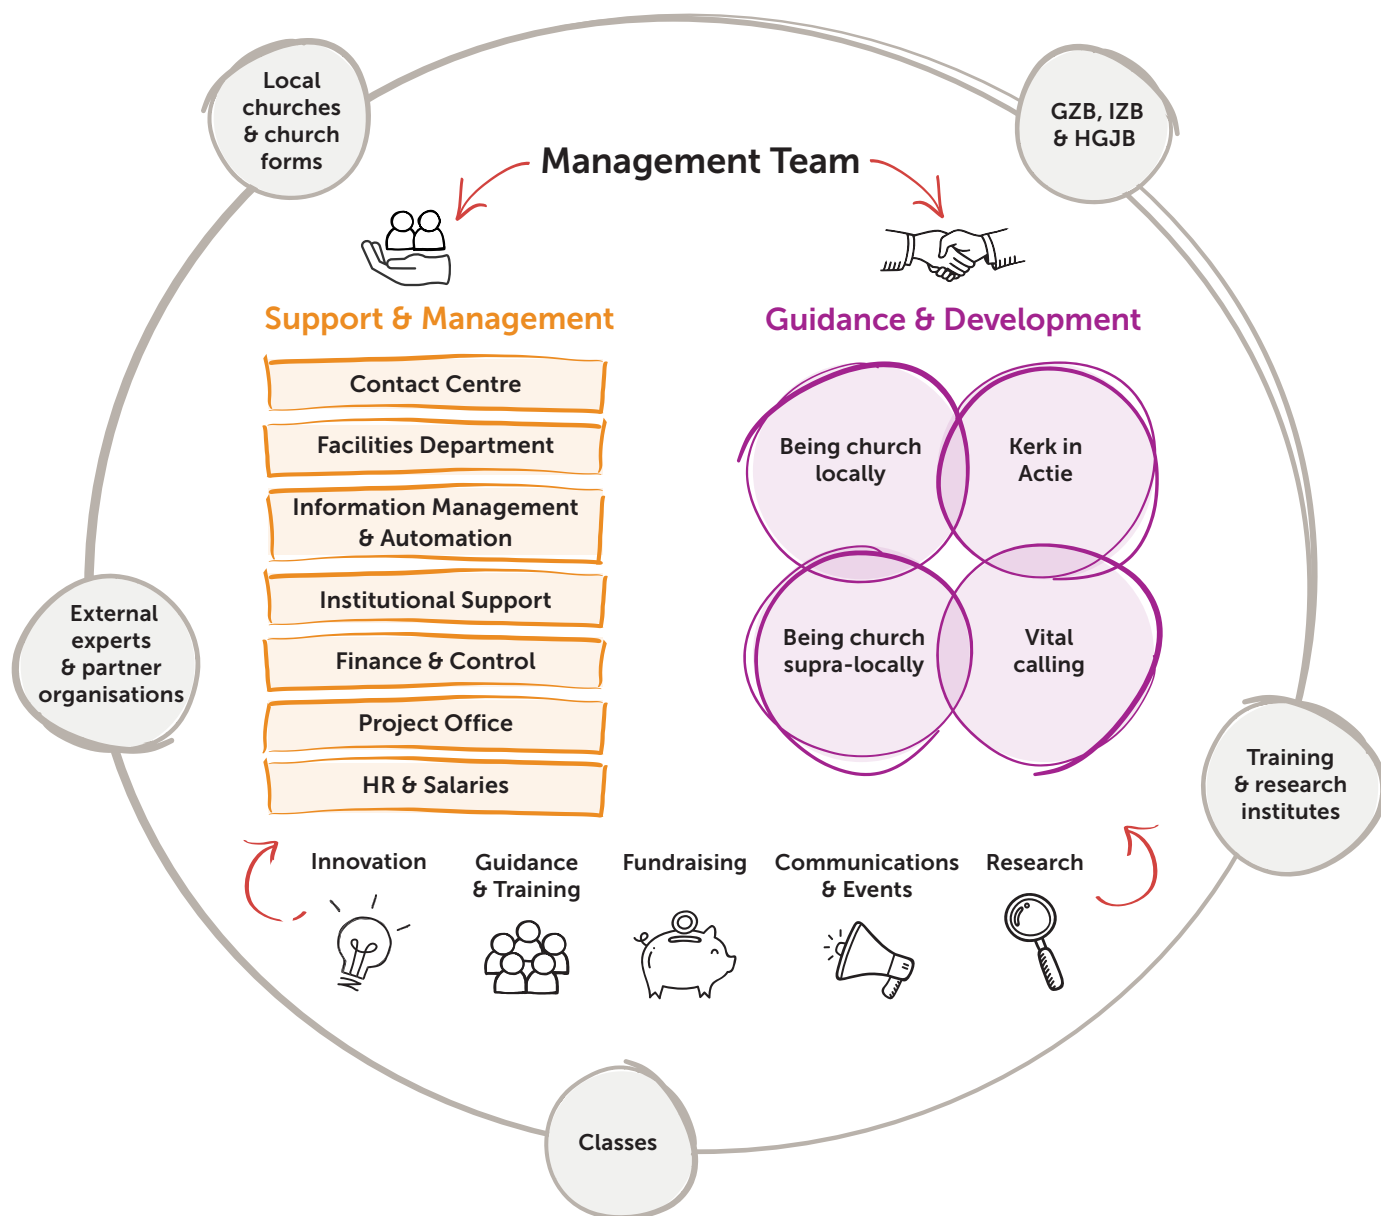 Local
churches
& church
forms
GZB, IZB
& HGJB
Management Team
Support & Management
Guidance & Development
Contact Centre
Facilities Department
Information Management
& Automation
Institutional Support
Finance & Control
Project Office
HR & Salaries
Being church
locally
Kerk in
Actie
Being church
supra-locally
Vital
calling
External
experts
& partner
organisations
Training
& research
institutes
Innovation
Guidance
& Training
Fundraising
Communications
& Events
Research
Classes